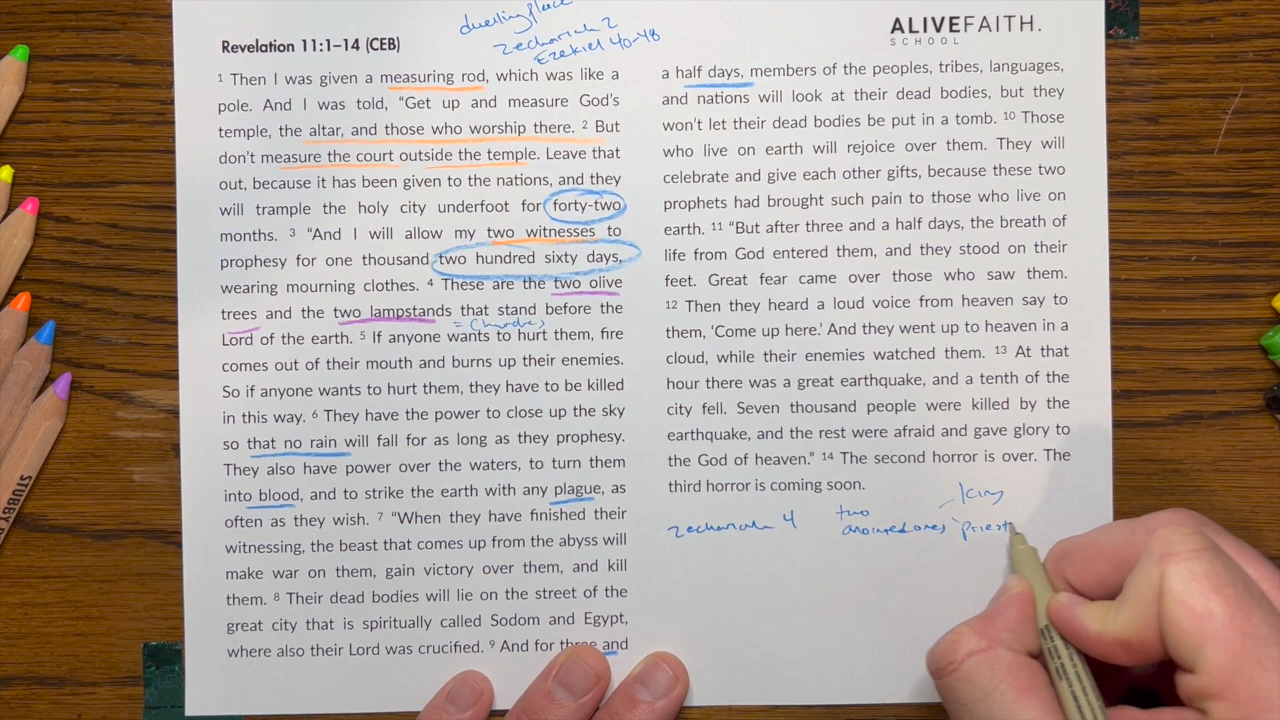 dwelling place
zechariah 2
Ezekiel 40-48
ALIVEFAITH.
SCHOOL
Revelation 11:1–14 (CEB)
1 Then I was given a measuring rod, which was like a
pole. And I was told, “Get up and measure God’s
temple, the altar, and those who worship there. 2 But
don’t measure the court outside the temple. Leave that
out, because it has been given to the nations, and they
will trample the holy city underfoot for forty-two
months. 3 “And I will allow my two witnesses to
prophesy for one thousand two hundred sixty days,
wearing mourning clothes. 4 These are the two olive
trees and the two lampstands that stand before the
= Churches
Lord of the earth. 5 If anyone wants to hurt them, fire
comes out of their mouth and burns up their enemies.
So if anyone wants to hurt them, they have to be killed
in this way. 6 They have the power to close up the sky
so that no rain will fall for as long as they prophesy.
They also have power over the waters, to turn them
into blood, and to strike the earth with any plague, as
often as they wish. 7 “When they have finished their
witnessing, the beast that comes up from the abyss will
make war on them, gain victory over them, and kill
them. 8 Their dead bodies will lie on the street of the
great city that is spiritually called Sodom and Egypt,
where also their Lord was crucified. 9 And for three and
a half days, members of the peoples, tribes, languages,
and nations will look at their dead bodies, but they
won’t let their dead bodies be put in a tomb. 10 Those
who live on earth will rejoice over them. They will
celebrate and give each other gifts, because these two
prophets had brought such pain to those who live on
earth. 11 “But after three and a half days, the breath of
life from God entered them, and they stood on their
feet. Great fear came over those who saw them.
12 Then they heard a loud voice from heaven say to
them, ‘Come up here.’ And they went up to heaven in a
cloud, while their enemies watched them. 13 At that
hour there was a great earthquake, and a tenth of the
city fell. Seven thousand people were killed by the
earthquake, and the rest were afraid and gave glory to
the God of heaven.” 14 The second horror is over. The
third horror is coming soon.
zechariah 4
two
anointed ones
King
priest
STUBBY